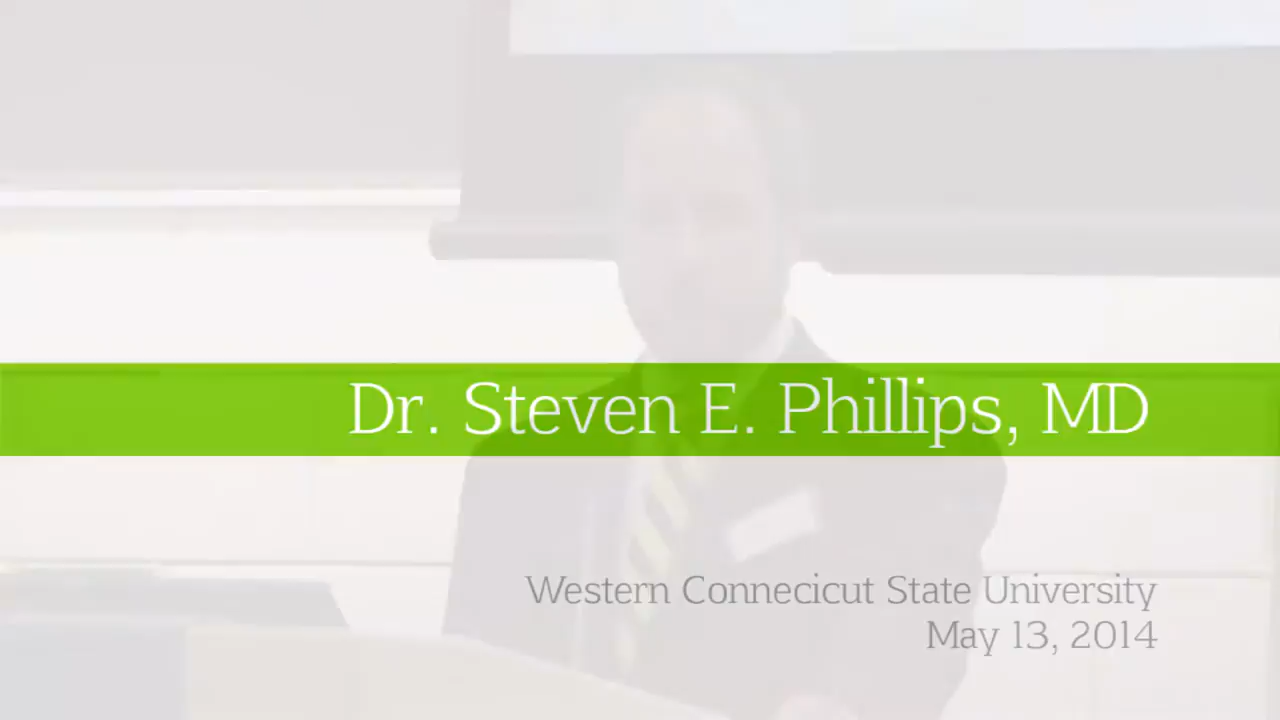 Dr. Steven E. Phillips, MD
Western Connecicut State University
May 13, 2014